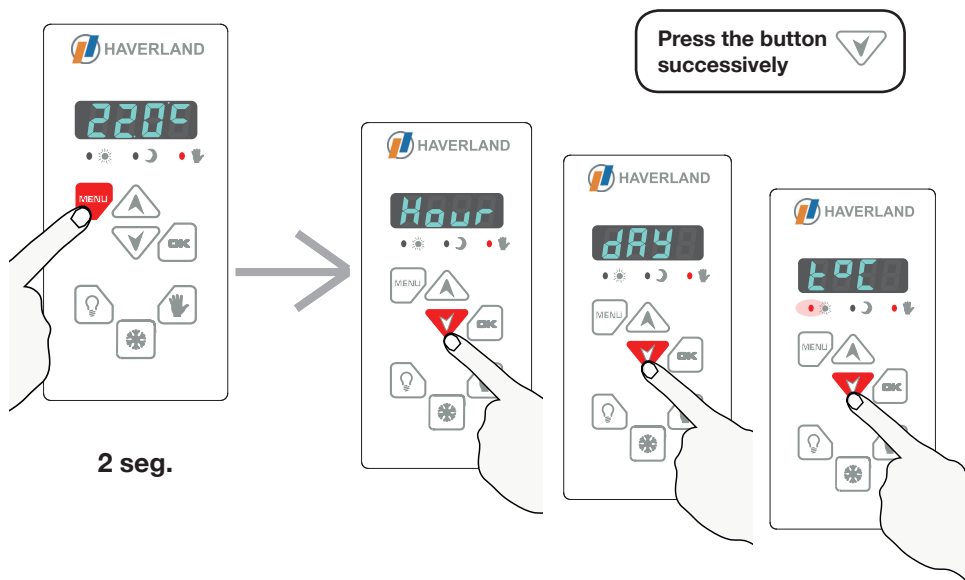 HAVERLAND
22.0°C
MENU
OK
2 seg.
HAVERLAND
Hour
MENU
OK
HAVERLAND
dAY
MENU
OK
HAVERLAND
t°C
MENU
OK
Press the button
successively